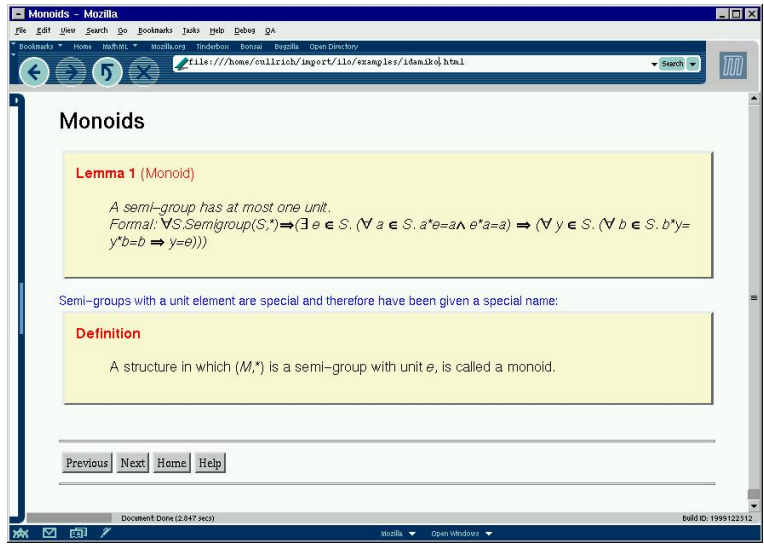 Monoids - Mozilla
File Edit View Search Go Bookmarks Tasks Help Debug QA
Bookmarks Home MathML Mozilla.org Tinderbox Bonsai Bugzilla Open Directory
file:///home/cullrich/import/ilo/examples/idamiko.html Search
Monoids
Lemma 1 (Monoid)
A semi-group has at most one unit.
Formal: ∀S.Semigroup(S,*)⇒(∃ e ∈ S. (∀ a ∈ S. a*e=a∧ e*a=a) ⇒ (∀ y ∈ S. (∀ b ∈ S. b*y=
y*b=b ⇒ y=e)))
Semi-groups with a unit element are special and therefore have been given a special name:
Definition
A structure in which (M,*) is a semi-group with unit e, is called a monoid.
Previous Next Home Help
Document: Done (2.847 secs) Build ID: 1999122312
Mozilla Open Windows